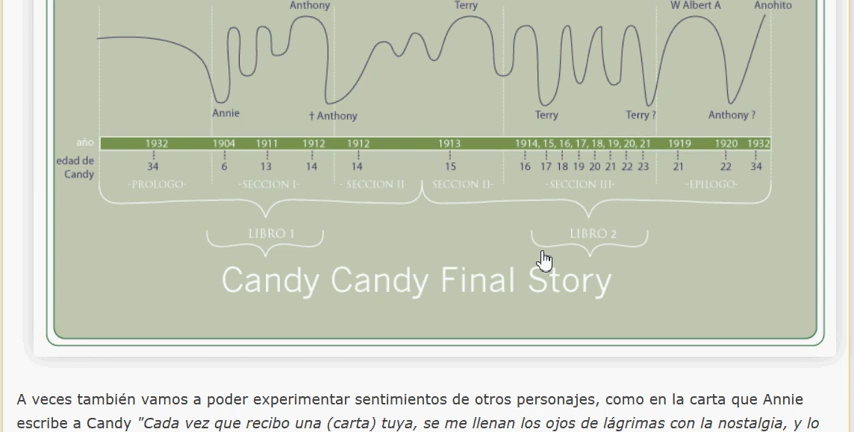 Anthony Terry W Albert A Anohito
Annie † Anthony Terry Terry ? Anthony ?
año 1932 1904 1911 1912 1912 1913 1914, 15, 16, 17, 18, 19, 20, 21 1919 1920 1932
edad de
Candy 34 6 13 14 14 15 16 17 18 19 20 21 22 23 21 22 34
-PROLOGO- -SECCION I- - SECCION II SECCION II- -SECCION III- -EPILOGO-
LIBRO 1 LIBRO 2
Candy Candy Final Story
A veces también vamos a poder experimentar sentimientos de otros personajes, como en la carta que Annie
escribe a Candy "Cada vez que recibo una (carta) tuya, se me llenan los ojos de lágrimas con la nostalgia, y lo